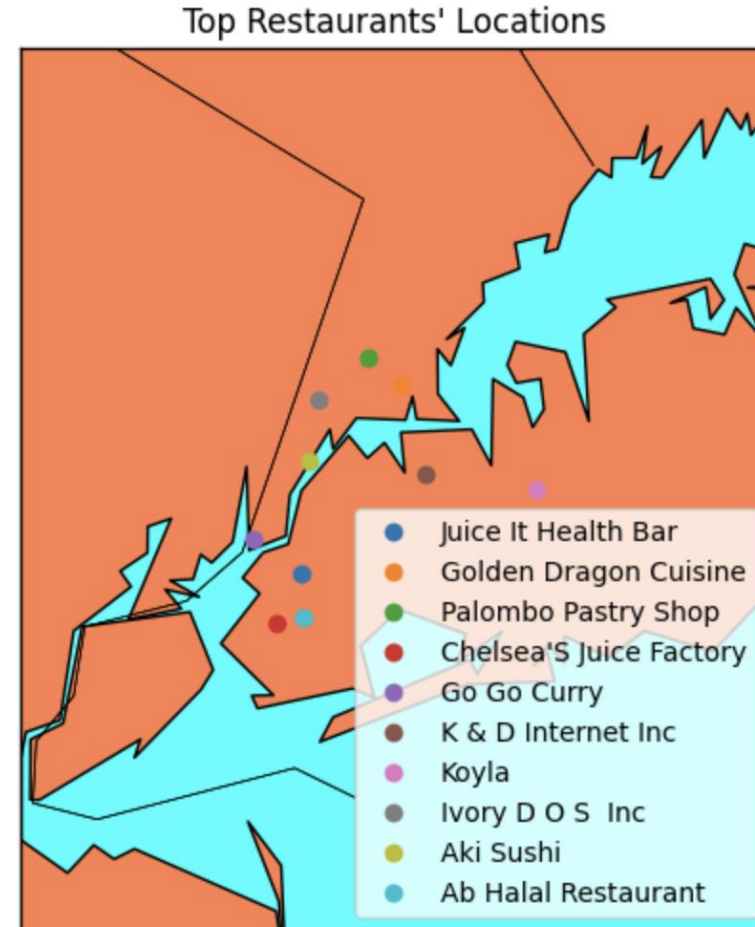 Top Restaurants' Locations
Juice It Health Bar
Golden Dragon Cuisine
Palombo Pastry Shop
Chelsea'S Juice Factory
Go Go Curry
K & D Internet Inc
Koyla
Ivory D O S  Inc
Aki Sushi
Ab Halal Restaurant